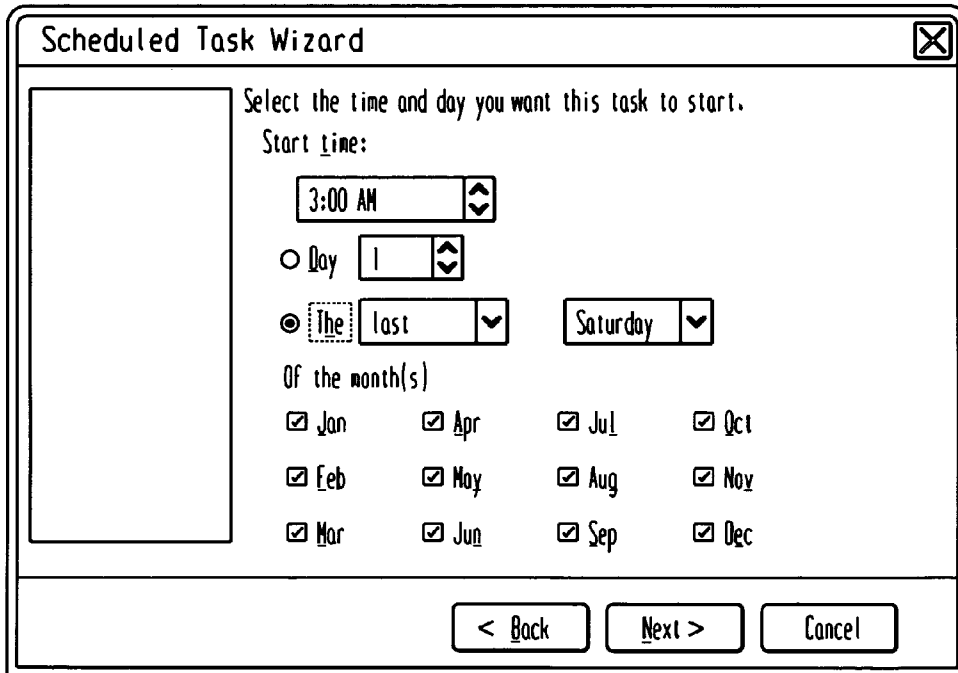 Scheduled Task Wizard
Select the time and day you want this task to start.
Start time:
3:00 AM
Day 1
The last Saturday
Of the month(s)
Jan Apr Jul Oct
Feb May Aug Nov
Mar Jun Sep Dec
< Back Next > Cancel